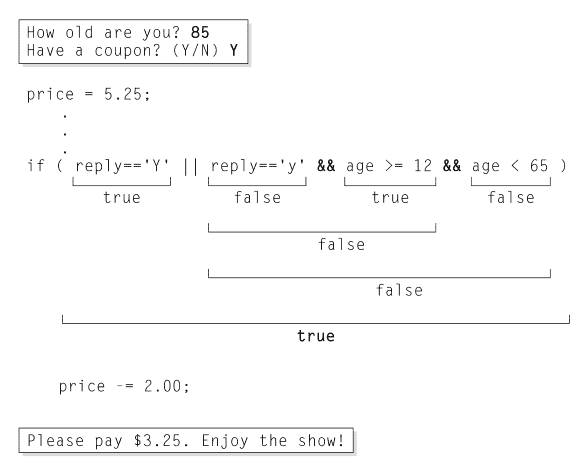 How old are you? 85
Have a coupon? (Y/N) Y
price = 5.25;
.
.
.
if ( reply=='Y' || reply=='y' && age >= 12 && age < 65 )
true false true false
false
false
true
price -= 2.00;
Please pay $3.25. Enjoy the show!